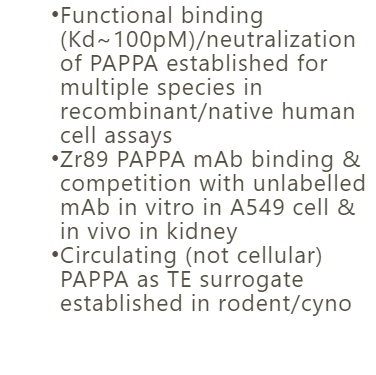 •Functional binding
(Kd~100pM)/neutralization
of PAPPA established for
multiple species in
recombinant/native human
cell assays
•Zr89 PAPPA mAb binding &
competition with unlabelled
mAb in vitro in A549 cell &
in vivo in kidney
•Circulating (not cellular)
PAPPA as TE surrogate
established in rodent/cyno